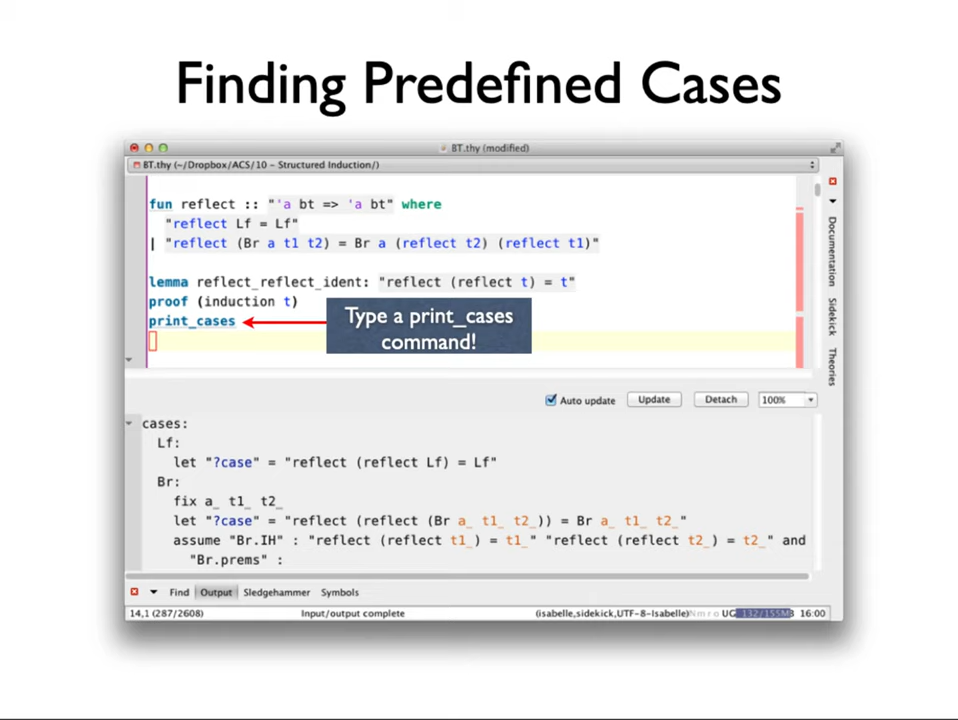 Finding Predefined Cases
BT.thy (modified)
BT.thy (~/Dropbox/ACS/10 – Structured Induction/)
fun reflect :: "'a bt => 'a bt" where
"reflect Lf = Lf"
| "reflect (Br a t1 t2) = Br a (reflect t2) (reflect t1)"
lemma reflect_reflect_ident: "reflect (reflect t) = t"
proof (induction t)
print_cases
Type a print_cases
command!
Documentation
Sidekick
Theories
Auto update
Update
Detach
100%
cases:
Lf:
let "?case" = "reflect (reflect Lf) = Lf"
Br:
fix a_ t1_ t2_
let "?case" = "reflect (reflect (Br a_ t1_ t2_)) = Br a_ t1_ t2_"
assume "Br.IH" : "reflect (reflect t1_) = t1_" "reflect (reflect t2_) = t2_" and
"Br.prems" :
Find Output Sledgehammer Symbols
14,1 (287/2608) Input/output complete (isabelle,sidekick,UTF-8-Isabelle)Nmro UG 132/155MB 16:00